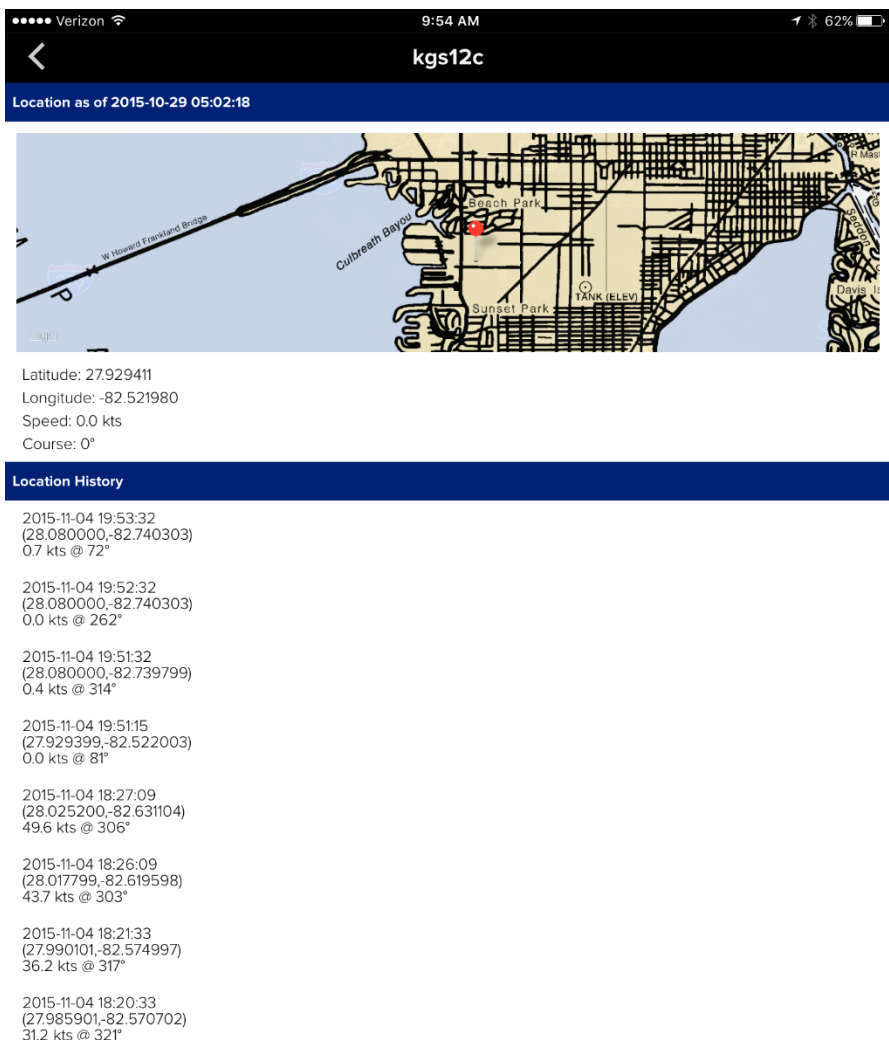 Verizon 9:54 AM 62%
kgs12c
Location as of 2015-10-29 05:02:18
R Mas
Beach Park
W Howard Frankland Bridge
Culbreath Bayou
Seddon
Davis Is
TANK (ELEV)
Sunset Park
Legal
Latitude: 27.929411
Longitude: -82.521980
Speed: 0.0 kts
Course: 0°
Location History
2015-11-04 19:53:32
(28.080000,-82.740303)
0.7 kts @ 72°
2015-11-04 19:52:32
(28.080000,-82.740303)
0.0 kts @ 262°
2015-11-04 19:51:32
(28.080000,-82.739799)
0.4 kts @ 314°
2015-11-04 19:51:15
(27.929399,-82.522003)
0.0 kts @ 81°
2015-11-04 18:27:09
(28.025200,-82.631104)
49.6 kts @ 306°
2015-11-04 18:26:09
(28.017799,-82.619598)
43.7 kts @ 303°
2015-11-04 18:21:33
(27.990101,-82.574997)
36.2 kts @ 317°
2015-11-04 18:20:33
(27.985901,-82.570702)
31.2 kts @ 321°